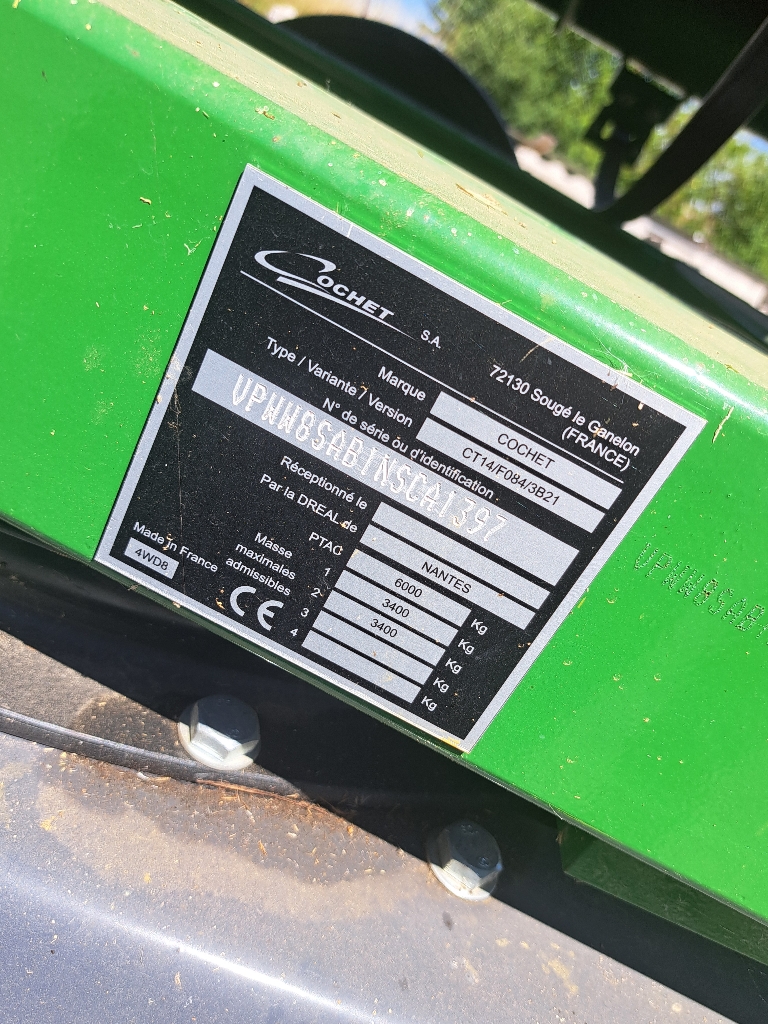 COCHET S.A.
72130 Sougé le Ganelon
(FRANCE)
Marque COCHET
Type / Variante / Version CT14/F084/3B21
N° de série ou d'identification
VPWW8SAB1NSCA1397
Réceptionné le
Par la DREAL de NANTES
PTAC 6000 Kg
Masse maximales admissibles
1 3400 Kg
2 3400 Kg
3 Kg
4 Kg
Made in France
4WD8
CE
VPWW8SAB